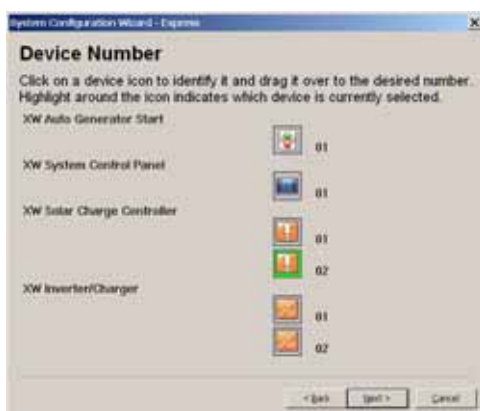 System Configuration Wizard - Express
Device Number
Click on a device icon to identify it and drag it over to the desired number.
Highlight around the icon indicates which device is currently selected.
XW Auto Generator Start
01
XW System Control Panel
01
XW Solar Charge Controller
01
02
XW Inverter/Charger
01
02
< Back
Next >
Cancel